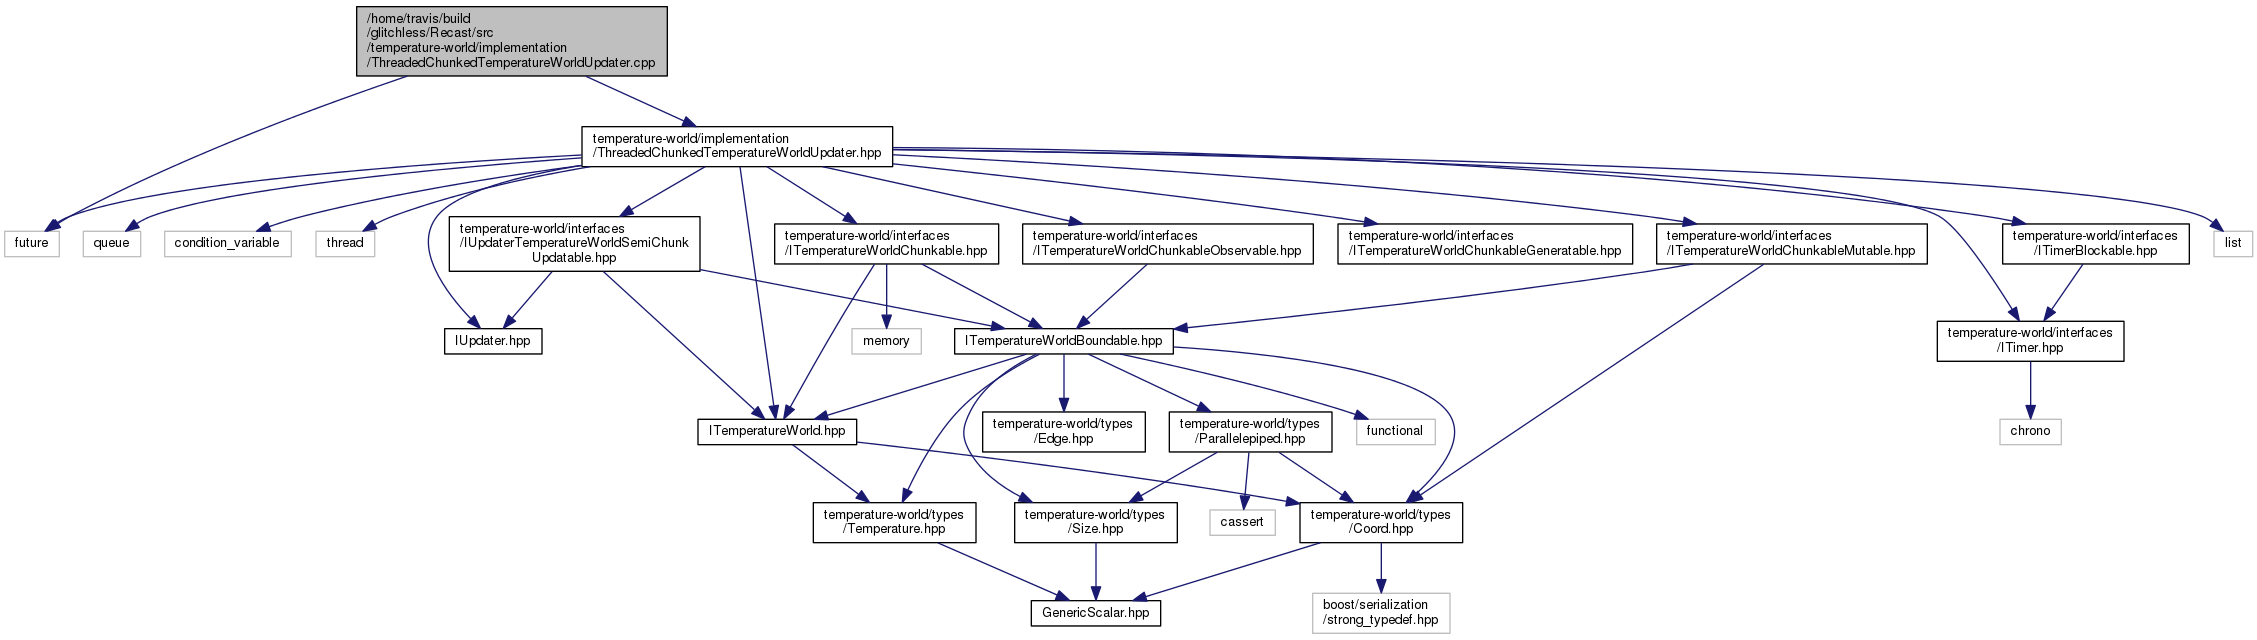 /home/travis/build
/glitchless/Recast/src
/temperature-world/implementation
/ThreadedChunkedTemperatureWorldUpdater.cpp
temperature-world/implementation
/ThreadedChunkedTemperatureWorldUpdater.hpp
future
queue
condition_variable
thread
temperature-world/interfaces
/IUpdaterTemperatureWorldSemiChunk
Updatable.hpp
temperature-world/interfaces
/ITemperatureWorldChunkable.hpp
temperature-world/interfaces
/ITemperatureWorldChunkableObservable.hpp
temperature-world/interfaces
/ITemperatureWorldChunkableGeneratable.hpp
temperature-world/interfaces
/ITemperatureWorldChunkableMutable.hpp
temperature-world/interfaces
/ITimerBlockable.hpp
list
IUpdater.hpp
memory
ITemperatureWorldBoundable.hpp
temperature-world/interfaces
/ITimer.hpp
ITemperatureWorld.hpp
temperature-world/types
/Edge.hpp
temperature-world/types
/Parallelepiped.hpp
functional
chrono
temperature-world/types
/Temperature.hpp
temperature-world/types
/Size.hpp
cassert
temperature-world/types
/Coord.hpp
GenericScalar.hpp
boost/serialization
/strong_typedef.hpp